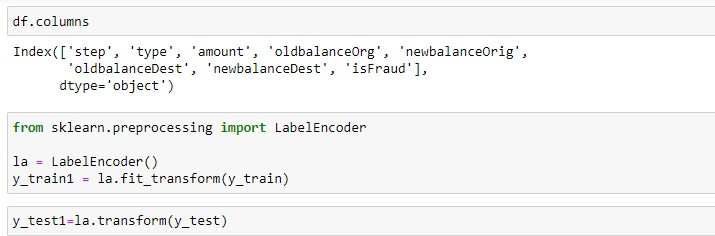 df.columns
Index(['step', 'type', 'amount', 'oldbalanceOrg', 'newbalanceOrig',
       'oldbalanceDest', 'newbalanceDest', 'isFraud'],
      dtype='object')
from sklearn.preprocessing import LabelEncoder
la = LabelEncoder()
y_train1 = la.fit_transform(y_train)
y_test1=la.transform(y_test)